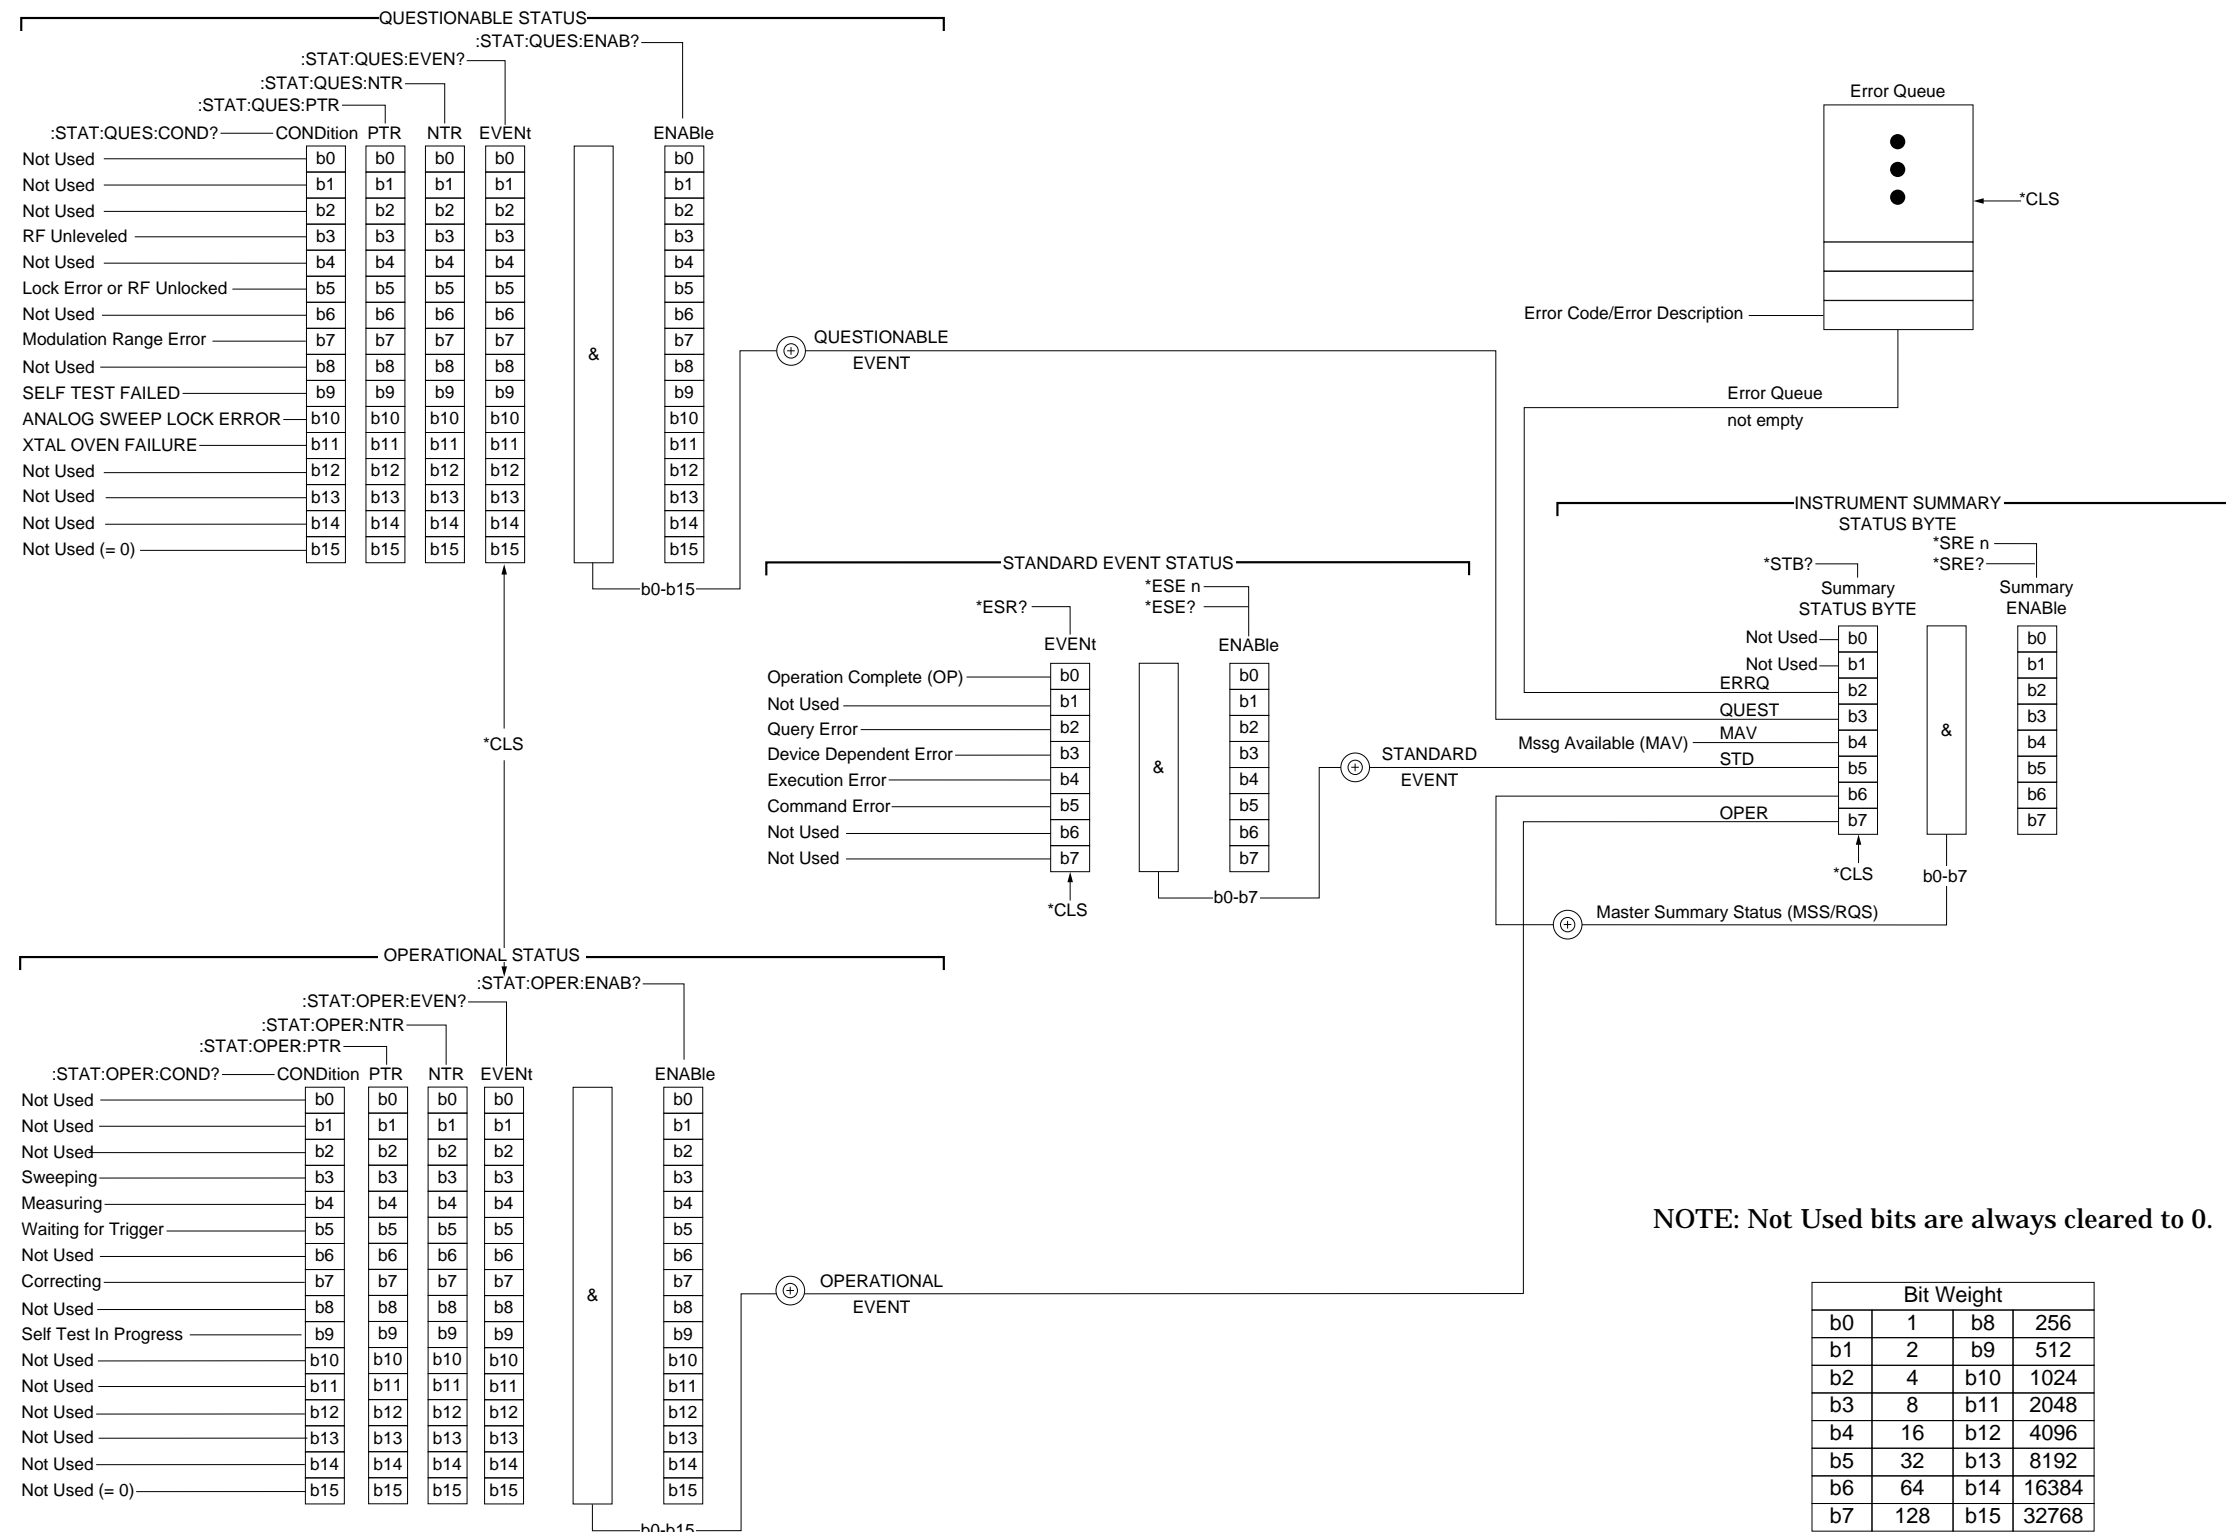 QUESTIONABLE STATUS
:STAT:QUES:ENAB?
:STAT:QUES:EVEN?
:STAT:QUES:NTR
:STAT:QUES:PTR
:STAT:QUES:COND? CONDition PTR NTR EVENt ENABle
Not Used b0 b0 b0 b0 b0
Not Used b1 b1 b1 b1 b1
Not Used b2 b2 b2 b2 b2
RF Unleveled b3 b3 b3 b3 b3
Not Used b4 b4 b4 b4 b4
Lock Error or RF Unlocked b5 b5 b5 b5 b5
Not Used b6 b6 b6 b6 b6
Modulation Range Error b7 b7 b7 b7 & b7
Not Used b8 b8 b8 b8 b8
SELF TEST FAILED b9 b9 b9 b9 b9
ANALOG SWEEP LOCK ERROR b10 b10 b10 b10 b10
XTAL OVEN FAILURE b11 b11 b11 b11 b11
Not Used b12 b12 b12 b12 b12
Not Used b13 b13 b13 b13 b13
Not Used b14 b14 b14 b14 b14
Not Used (= 0) b15 b15 b15 b15 b15
b0-b15
QUESTIONABLE
EVENT
*CLS
Error Queue
*CLS
Error Code/Error Description
Error Queue
not empty
STANDARD EVENT STATUS
*ESE n
*ESR? *ESE?
EVENt ENABle
Operation Complete (OP) b0 b0
Not Used b1 b1
Query Error b2 b2
Device Dependent Error b3 b3
Execution Error b4 & b4
Command Error b5 b5
Not Used b6 b6
Not Used b7 b7
*CLS
b0-b7
STANDARD
EVENT
INSTRUMENT SUMMARY
STATUS BYTE
*SRE n
*STB? *SRE?
Summary Summary
STATUS BYTE ENABle
Not Used b0 b0
Not Used b1 b1
ERRQ b2 b2
QUEST b3 b3
Mssg Available (MAV) MAV b4 & b4
STD b5 b5
b6 b6
OPER b7 b7
*CLS b0-b7
Master Summary Status (MSS/RQS)
OPERATIONAL STATUS
:STAT:OPER:ENAB?
:STAT:OPER:EVEN?
:STAT:OPER:NTR
:STAT:OPER:PTR
:STAT:OPER:COND? CONDition PTR NTR EVENt ENABle
Not Used b0 b0 b0 b0 b0
Not Used b1 b1 b1 b1 b1
Not Used b2 b2 b2 b2 b2
Sweeping b3 b3 b3 b3 b3
Measuring b4 b4 b4 b4 b4
Waiting for Trigger b5 b5 b5 b5 b5
Not Used b6 b6 b6 b6 b6
Correcting b7 b7 b7 b7 b7
Not Used b8 b8 b8 b8 & b8
Self Test In Progress b9 b9 b9 b9 b9
Not Used b10 b10 b10 b10 b10
Not Used b11 b11 b11 b11 b11
Not Used b12 b12 b12 b12 b12
Not Used b13 b13 b13 b13 b13
Not Used b14 b14 b14 b14 b14
Not Used (= 0) b15 b15 b15 b15 b15
b0-b15
OPERATIONAL
EVENT
NOTE: Not Used bits are always cleared to 0.
Bit Weight
b0 1 b8 256
b1 2 b9 512
b2 4 b10 1024
b3 8 b11 2048
b4 16 b12 4096
b5 32 b13 8192
b6 64 b14 16384
b7 128 b15 32768